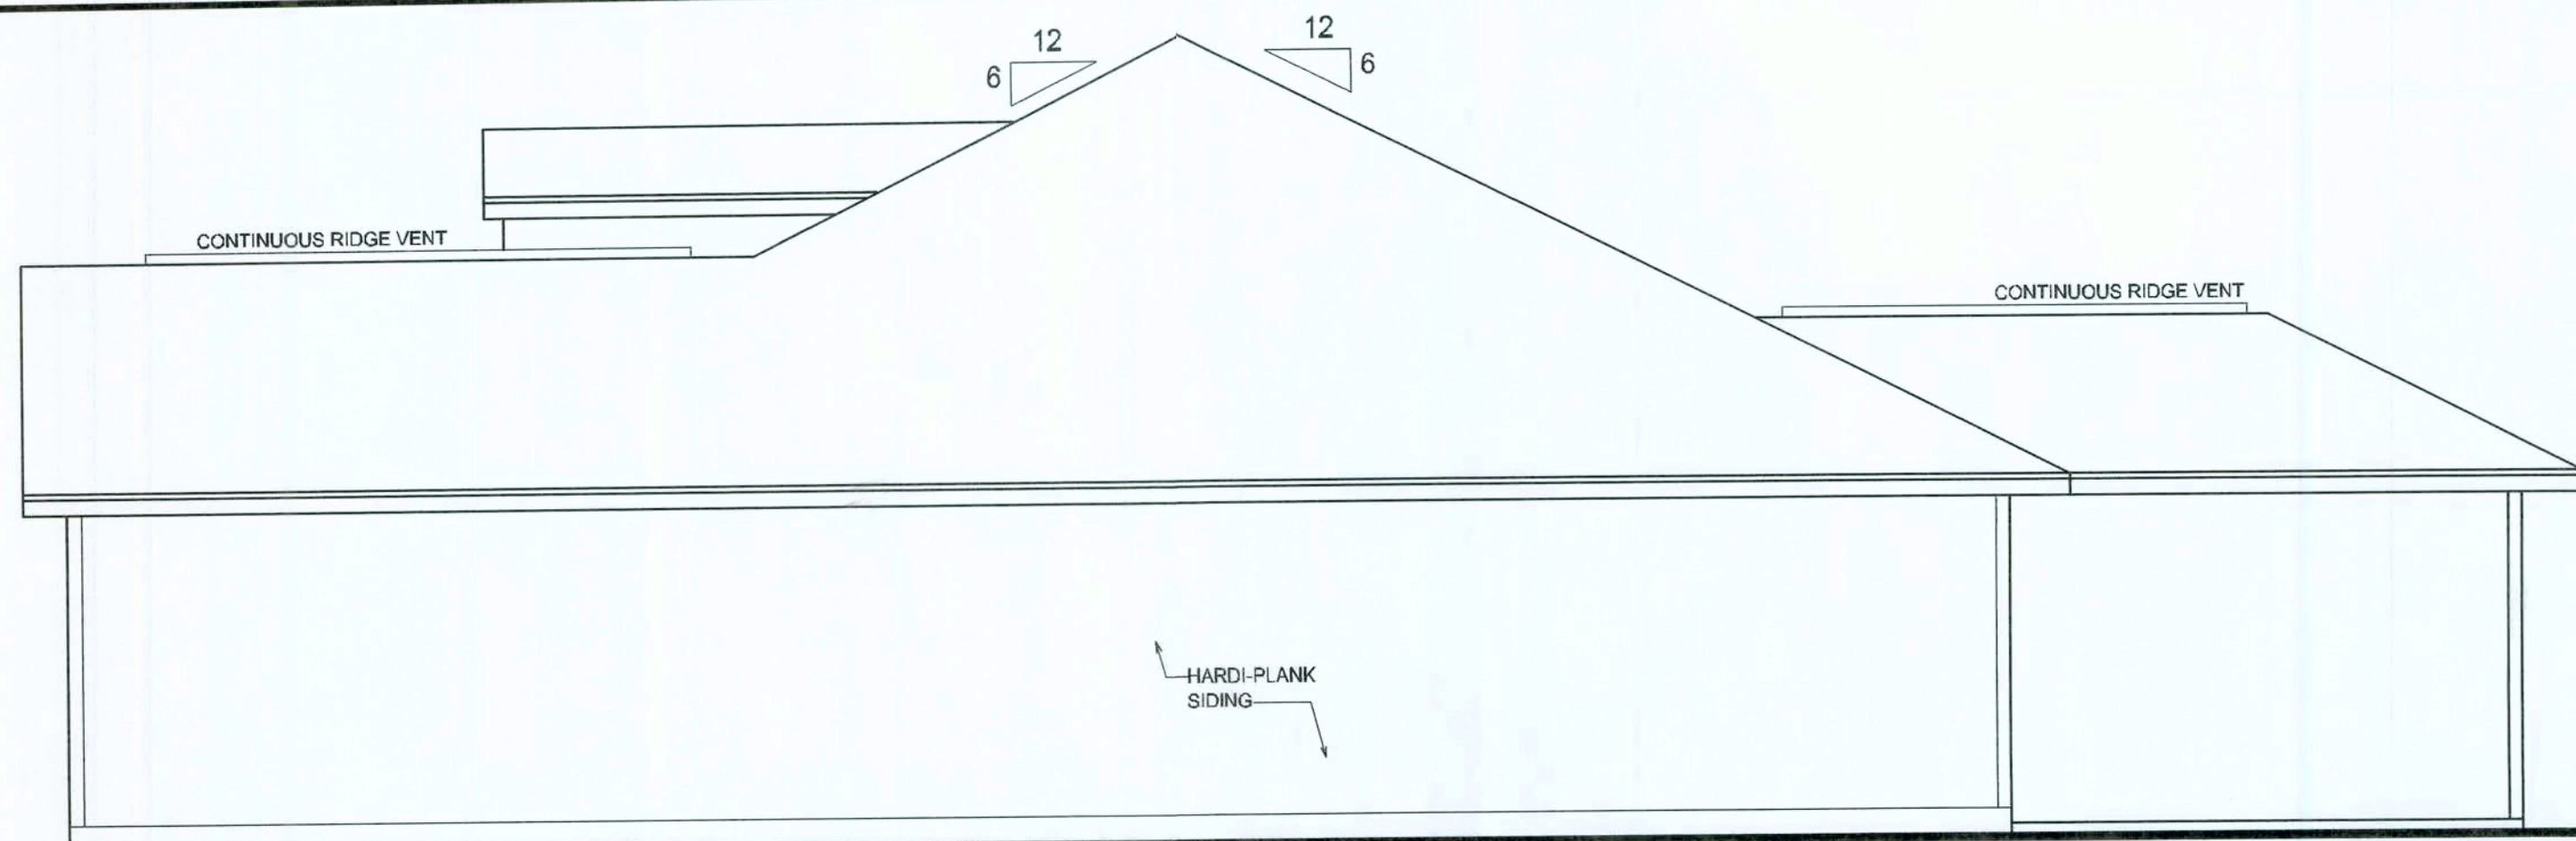 12
6
12
6
CONTINUOUS RIDGE VENT
CONTINUOUS RIDGE VENT
HARDI-PLANK
SIDING